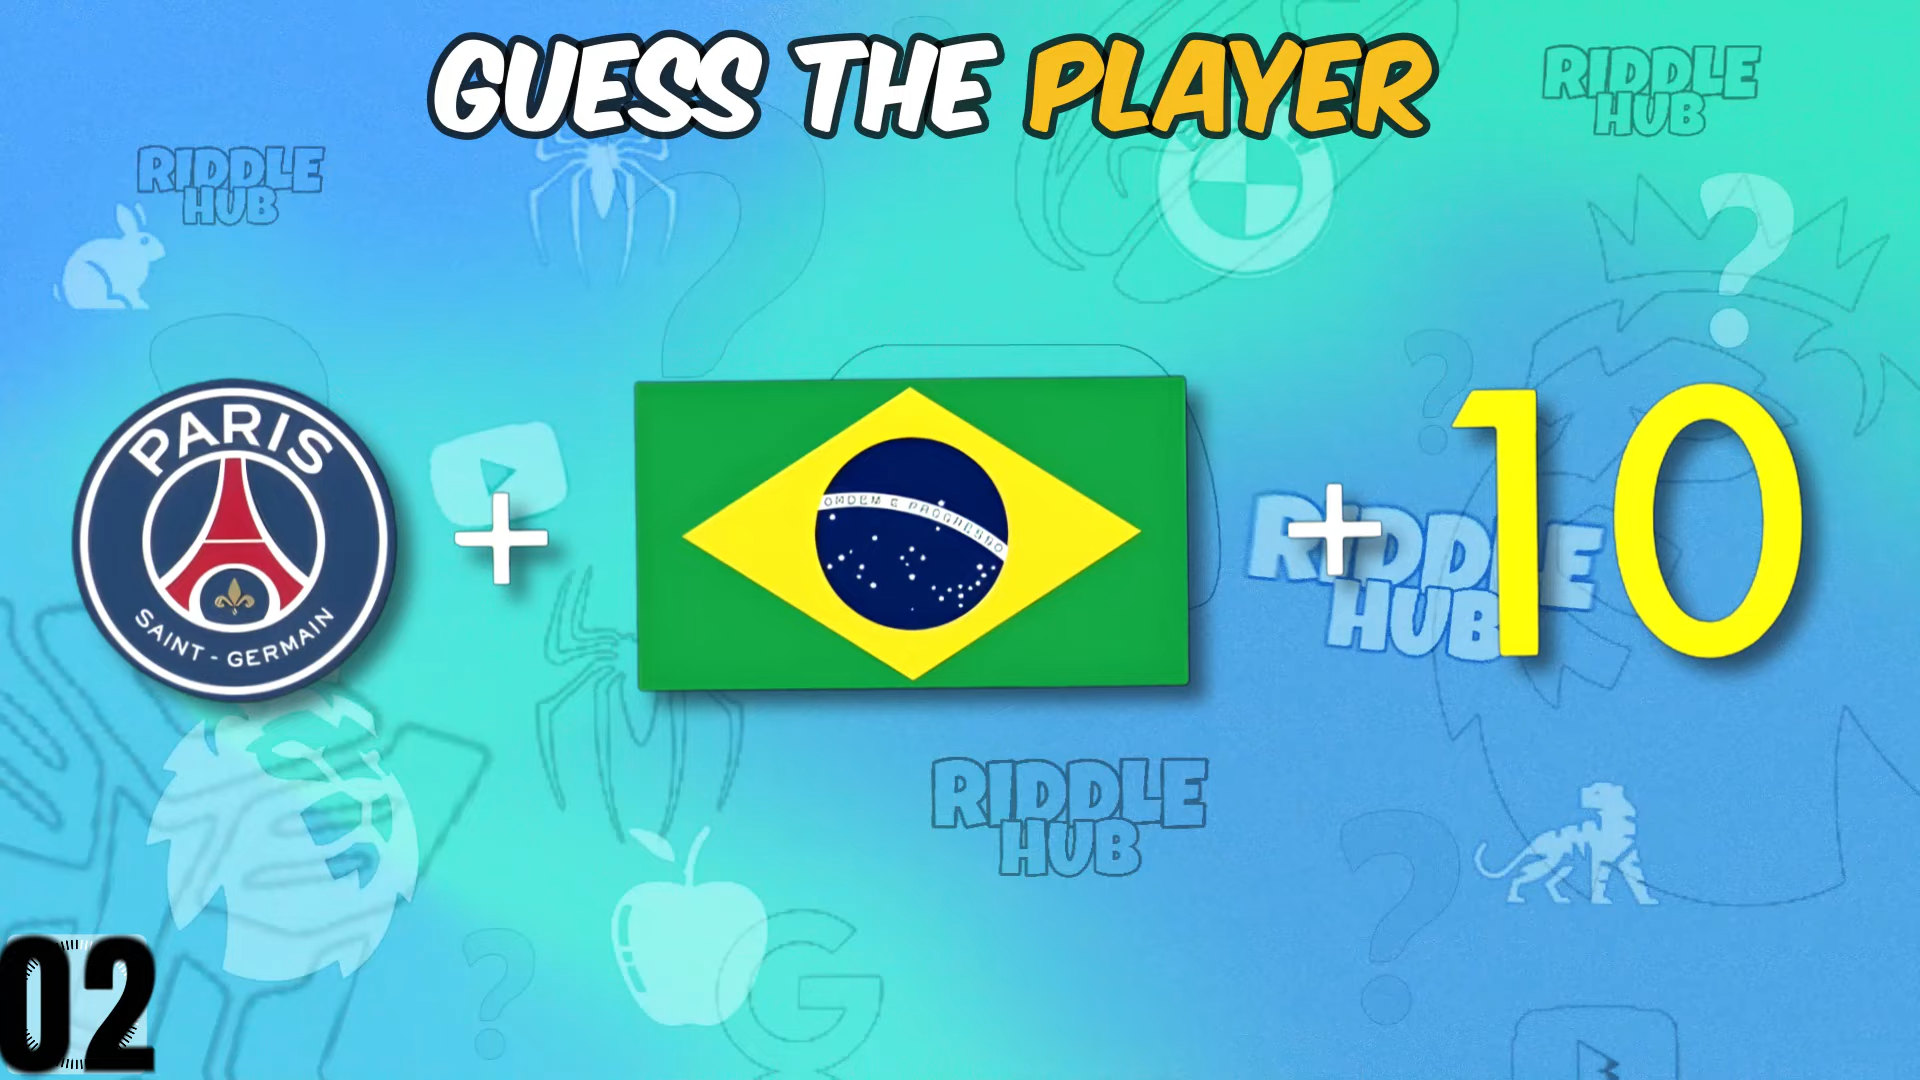 GUESS THE PLAYER
RIDDLE
HUB
RIDDLE
HUB
PARIS
SAINT-GERMAIN
+
ORDEM E PROGRESSO
+
10
RIDDLE
HUB
RIDDLE
HUB
G
02